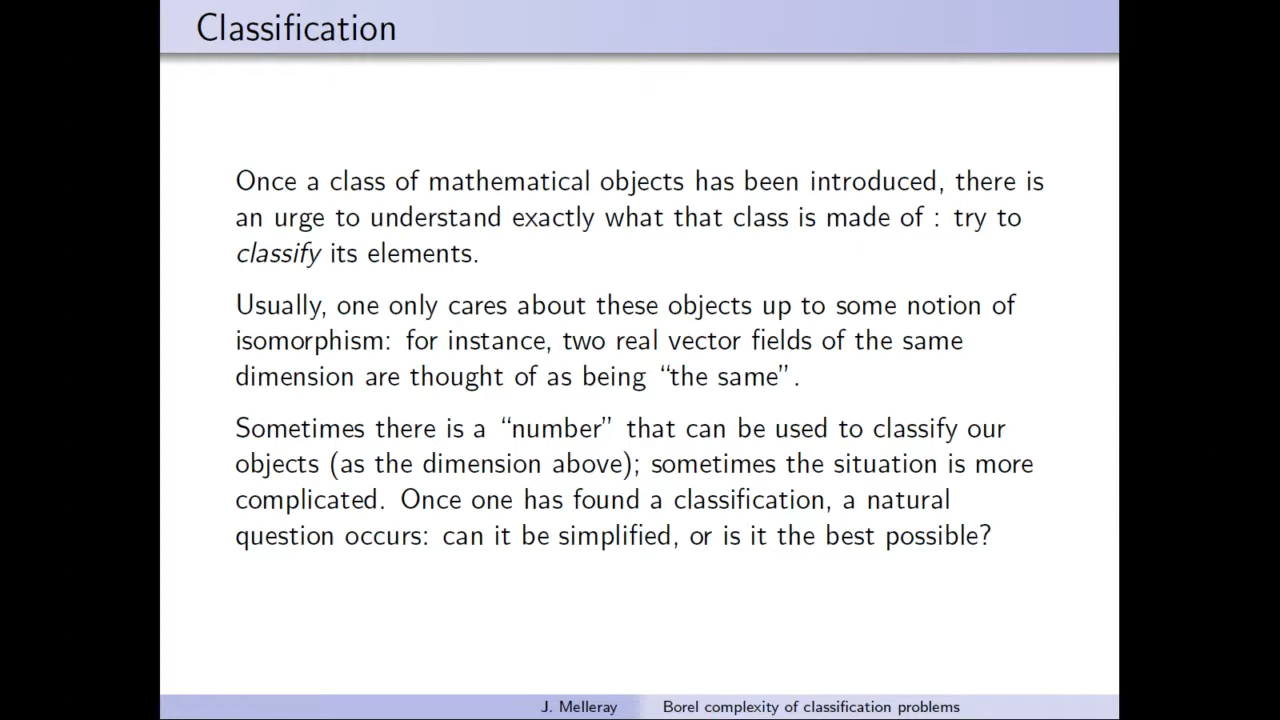 Classification
Once a class of mathematical objects has been introduced, there is
an urge to understand exactly what that class is made of : try to
classify its elements.
Usually, one only cares about these objects up to some notion of
isomorphism: for instance, two real vector fields of the same
dimension are thought of as being “the same”.
Sometimes there is a “number” that can be used to classify our
objects (as the dimension above); sometimes the situation is more
complicated. Once one has found a classification, a natural
question occurs: can it be simplified, or is it the best possible?
J. Melleray
Borel complexity of classification problems